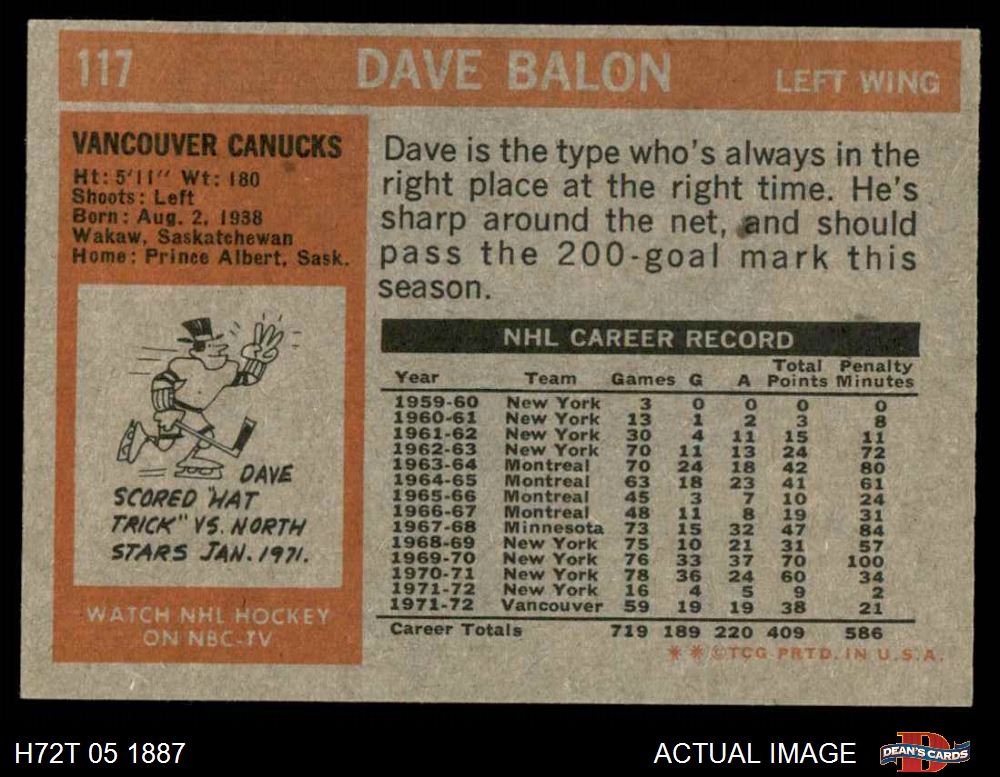 117 DAVE BALON LEFT WING
VANCOUVER CANUCKS
Ht: 5'11" Wt: 180
Shoots: Left
Born: Aug. 2, 1938
Wakaw, Saskatchewan
Home: Prince Albert, Sask.
DAVE
SCORED "HAT
TRICK" VS. NORTH
STARS JAN. 1971.
WATCH NHL HOCKEY
ON NBC-TV
Dave is the type who's always in the
right place at the right time. He's
sharp around the net, and should
pass the 200-goal mark this
season.
NHL CAREER RECORD
Year Team Games G A Total Points Penalty Minutes
1959-60 New York 3 0 0 0 0
1960-61 New York 13 1 2 3 8
1961-62 New York 30 4 11 15 11
1962-63 New York 70 11 13 24 72
1963-64 Montreal 70 24 18 42 80
1964-65 Montreal 63 18 23 41 61
1965-66 Montreal 45 3 7 10 24
1966-67 Montreal 48 11 8 19 31
1967-68 Minnesota 73 15 32 47 84
1968-69 New York 75 10 21 31 57
1969-70 New York 76 33 37 70 100
1970-71 New York 78 36 24 60 34
1971-72 New York 16 4 5 9 2
1971-72 Vancouver 59 19 19 38 21
Career Totals 719 189 220 409 586
* * ©TCG PRTD. IN U.S.A.
H72T 05 1887 ACTUAL IMAGE DEAN'S CARDS